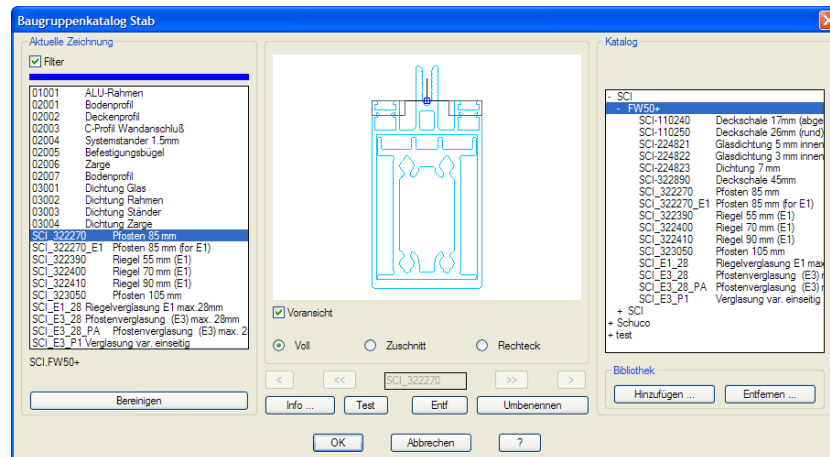 Baugruppenkatalog Stab
Aktuelle Zeichnung
Filter
01001 ALU-Rahmen
02001 Bodenprofil
02002 Deckenprofil
02003 C-Profil Wandanschluß
02004 Systemstander 1.5mm
02005 Befestigungsbügel
02006 Zarge
02007 Bodenprofil
03001 Dichtung Glas
03002 Dichtung Rahmen
03003 Dichtung Ständer
03004 Dichtung Zarge
SCI_322270 Pfosten 85 mm
SCI_322270_E1 Pfosten 85 mm (for E1)
SCI_322390 Riegel 55 mm (E1)
SCI_322400 Riegel 70 mm (E1)
SCI_322410 Riegel 90 mm (E1)
SCI_323050 Pfosten 105 mm
SCI_E1_28 Riegelverglasung E1 max.28mm
SCI_E3_28 Pfostenverglasung (E3) max. 28mm
SCI_E3_28_PA Pfostenverglasung (E3) max. 2
SCI_E3_P1 Verglasung var. einseitig
SCI.FW50+
Bereinigen
Voransicht
Voll Zuschnitt Rechteck
< << SCI_322270 >> >
Info ... Test Entf Umbenennen
OK Abbrechen ?
Katalog
- SCI
- FW50+
SCI-110240 Deckschale 17mm (abge
SCI-110250 Deckschale 26mm (rund)
SCI-224821 Glasdichtung 5 mm innen
SCI-224822 Glasdichtung 3 mm innen
SCI-224823 Dichtung 7 mm
SCI-322890 Deckschale 45mm
SCI_322270 Pfosten 85 mm
SCI_322270_E1 Pfosten 85 mm (for E1)
SCI_322390 Riegel 55 mm (E1)
SCI_322400 Riegel 70 mm (E1)
SCI_322410 Riegel 90 mm (E1)
SCI_323050 Pfosten 105 mm
SCI_E1_28 Riegelverglasung E1 max
SCI_E3_28 Pfostenverglasung (E3) r
SCI_E3_28_PA Pfostenverglasung (E3) r
SCI_E3_P1 Verglasung var. einseitig
+ SCI
+ Schuco
+ test
Bibliothek
Hinzufügen ... Entfernen ...